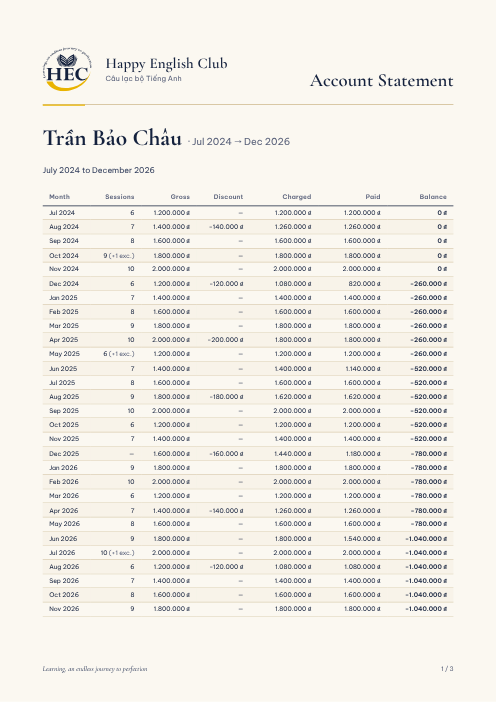 HEC
Happy English Club
Câu lạc bộ Tiếng Anh
Account Statement
Trần Bảo Châu · Jul 2024 → Dec 2026
July 2024 to December 2026
Month Sessions Gross Discount Charged Paid Balance
Jul 2024 6 1.200.000 đ — 1.200.000 đ 1.200.000 đ 0 đ
Aug 2024 7 1.400.000 đ -140.000 đ 1.260.000 đ 1.260.000 đ 0 đ
Sep 2024 8 1.600.000 đ — 1.600.000 đ 1.600.000 đ 0 đ
Oct 2024 9 (+1 exc.) 1.800.000 đ — 1.800.000 đ 1.800.000 đ 0 đ
Nov 2024 10 2.000.000 đ — 2.000.000 đ 2.000.000 đ 0 đ
Dec 2024 6 1.200.000 đ -120.000 đ 1.080.000 đ 820.000 đ -260.000 đ
Jan 2025 7 1.400.000 đ — 1.400.000 đ 1.400.000 đ -260.000 đ
Feb 2025 8 1.600.000 đ — 1.600.000 đ 1.600.000 đ -260.000 đ
Mar 2025 9 1.800.000 đ — 1.800.000 đ 1.800.000 đ -260.000 đ
Apr 2025 10 2.000.000 đ -200.000 đ 1.800.000 đ 1.800.000 đ -260.000 đ
May 2025 6 (+1 exc.) 1.200.000 đ — 1.200.000 đ 1.200.000 đ -260.000 đ
Jun 2025 7 1.400.000 đ — 1.400.000 đ 1.140.000 đ -520.000 đ
Jul 2025 8 1.600.000 đ — 1.600.000 đ 1.600.000 đ -520.000 đ
Aug 2025 9 1.800.000 đ -180.000 đ 1.620.000 đ 1.620.000 đ -520.000 đ
Sep 2025 10 2.000.000 đ — 2.000.000 đ 2.000.000 đ -520.000 đ
Oct 2025 6 1.200.000 đ — 1.200.000 đ 1.200.000 đ -520.000 đ
Nov 2025 7 1.400.000 đ — 1.400.000 đ 1.400.000 đ -520.000 đ
Dec 2025 — 1.600.000 đ -160.000 đ 1.440.000 đ 1.180.000 đ -780.000 đ
Jan 2026 9 1.800.000 đ — 1.800.000 đ 1.800.000 đ -780.000 đ
Feb 2026 10 2.000.000 đ — 2.000.000 đ 2.000.000 đ -780.000 đ
Mar 2026 6 1.200.000 đ — 1.200.000 đ 1.200.000 đ -780.000 đ
Apr 2026 7 1.400.000 đ -140.000 đ 1.260.000 đ 1.260.000 đ -780.000 đ
May 2026 8 1.600.000 đ — 1.600.000 đ 1.600.000 đ -780.000 đ
Jun 2026 9 1.800.000 đ — 1.800.000 đ 1.540.000 đ -1.040.000 đ
Jul 2026 10 (+1 exc.) 2.000.000 đ — 2.000.000 đ 2.000.000 đ -1.040.000 đ
Aug 2026 6 1.200.000 đ -120.000 đ 1.080.000 đ 1.080.000 đ -1.040.000 đ
Sep 2026 7 1.400.000 đ — 1.400.000 đ 1.400.000 đ -1.040.000 đ
Oct 2026 8 1.600.000 đ — 1.600.000 đ 1.600.000 đ -1.040.000 đ
Nov 2026 9 1.800.000 đ — 1.800.000 đ 1.800.000 đ -1.040.000 đ
Learning, an endless journey to perfection 1 / 3